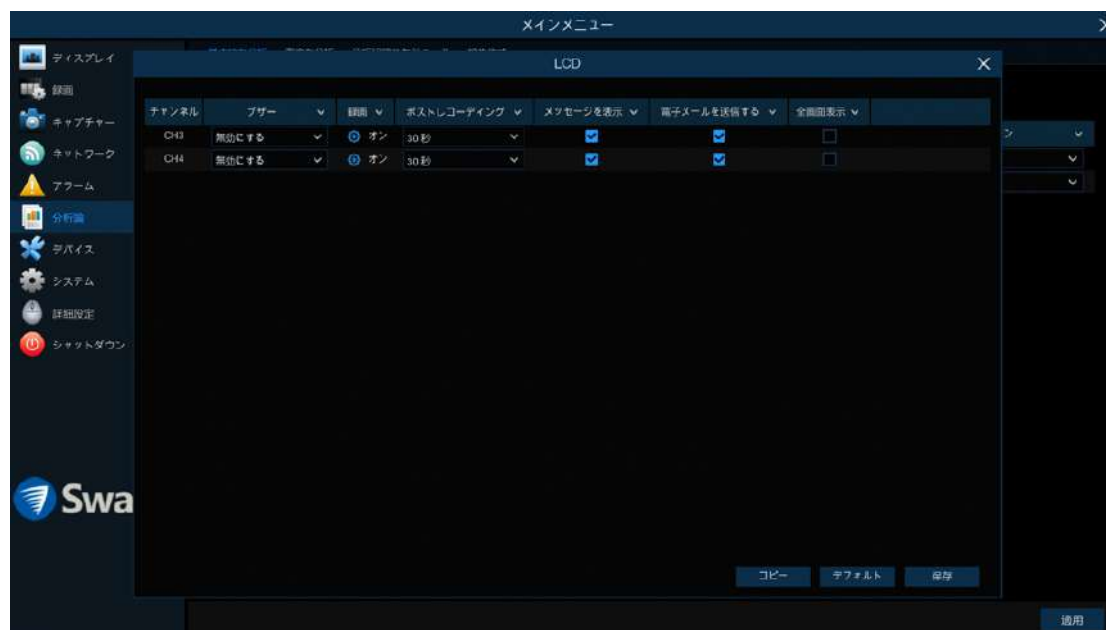 メインメニュー
ディスプレイ
LCD
録画
チャンネル ブザー 録画 ポストレコーディング メッセージを表示 電子メールを送信する 全画面表示
キャプチャー
CH3 無効にする オン 30 秒
ン
ネットワーク
CH4 無効にする オン 30 秒
アラーム
分析論
デバイス
システム
詳細設定
シャットダウン
Swa
コピー デフォルト 保存
適用